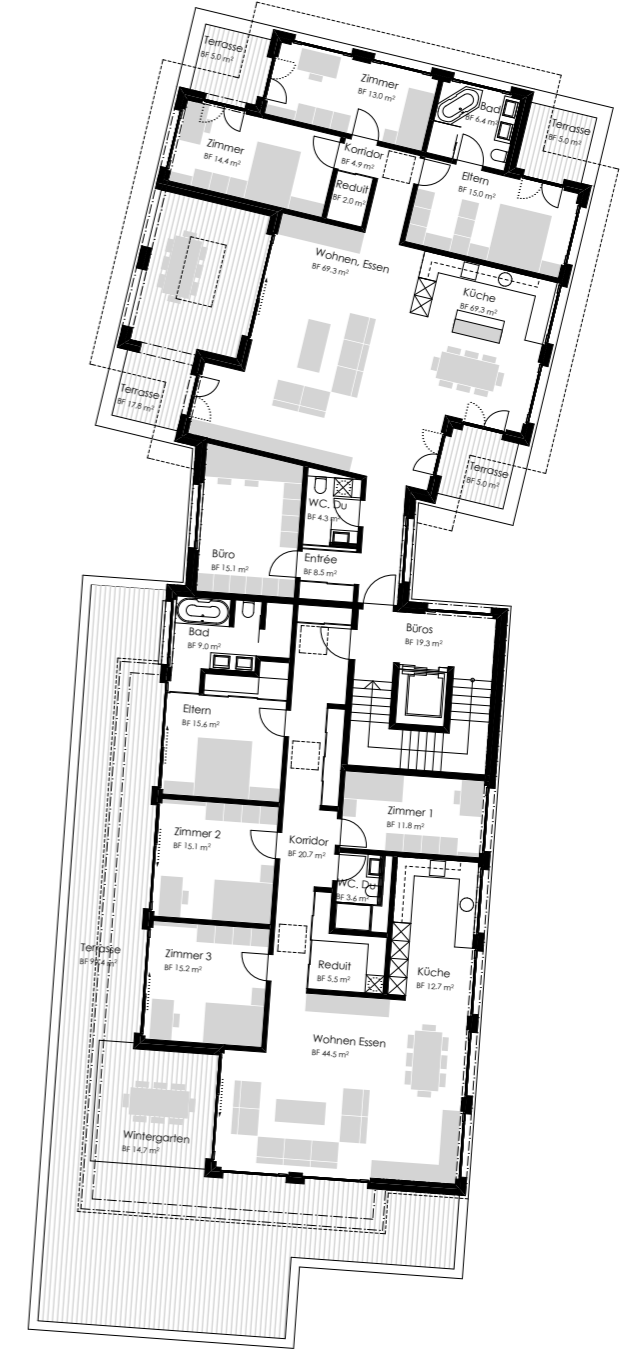 Terrasse
BF 5.0 m²
Zimmer
BF 13.0 m²
Bad
BF 6.4 m²
Terrasse
BF 5.0 m²
Zimmer
BF 14.4 m²
Korridor
BF 4.9 m²
Reduit
BF 2.0 m²
Eltern
BF 15.0 m²
Wohnen, Essen
BF 69.3 m²
Küche
BF 69.3 m²
Terrasse
BF 17.8 m²
Terrasse
BF 5.0 m²
WC. Du
BF 4.3 m²
Büro
BF 15.1 m²
Entrée
BF 8.5 m²
Bad
BF 9.0 m²
Büros
BF 19.3 m²
Eltern
BF 15.6 m²
Zimmer 1
BF 11.8 m²
Zimmer 2
BF 15.1 m²
Korridor
BF 20.7 m²
WC. Du
BF 3.6 m²
Terrasse
Zimmer 3
BF 15.2 m²
Reduit
BF 5.5 m²
Küche
BF 12.7 m²
Wohnen Essen
BF 44.5 m²
Wintergarten
BF 14.7 m²